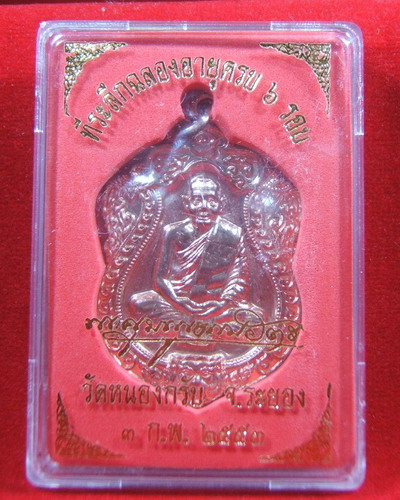 ที่ระลึกฉลองอายุครบ ๖ รอบ
วัดหนองกรับ จ.ระยอง
๓ ก.พ. ๒๕๕๓